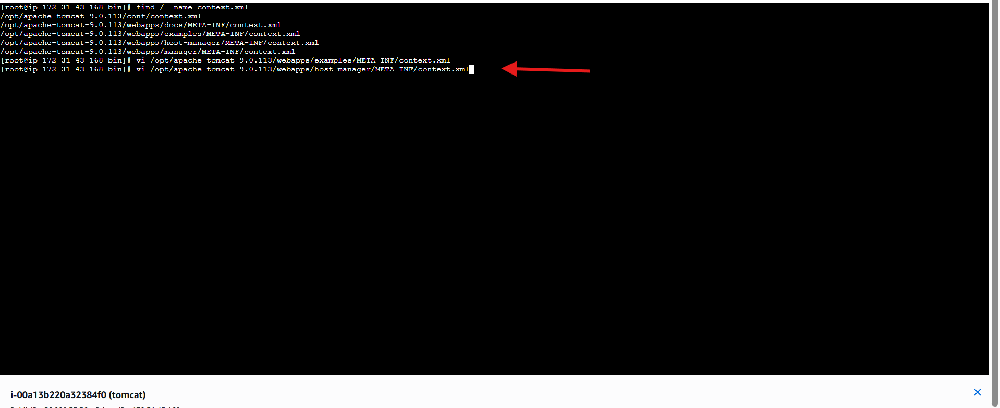 [root@ip-172-31-43-168 bin]# find / -name context.xml
/opt/apache-tomcat-9.0.113/conf/context.xml
/opt/apache-tomcat-9.0.113/webapps/docs/META-INF/context.xml
/opt/apache-tomcat-9.0.113/webapps/examples/META-INF/context.xml
/opt/apache-tomcat-9.0.113/webapps/host-manager/META-INF/context.xml
/opt/apache-tomcat-9.0.113/webapps/manager/META-INF/context.xml
[root@ip-172-31-43-168 bin]# vi /opt/apache-tomcat-9.0.113/webapps/examples/META-INF/context.xml
[root@ip-172-31-43-168 bin]# vi /opt/apache-tomcat-9.0.113/webapps/host-manager/META-INF/context.xml
i-00a13b220a32384f0 (tomcat)